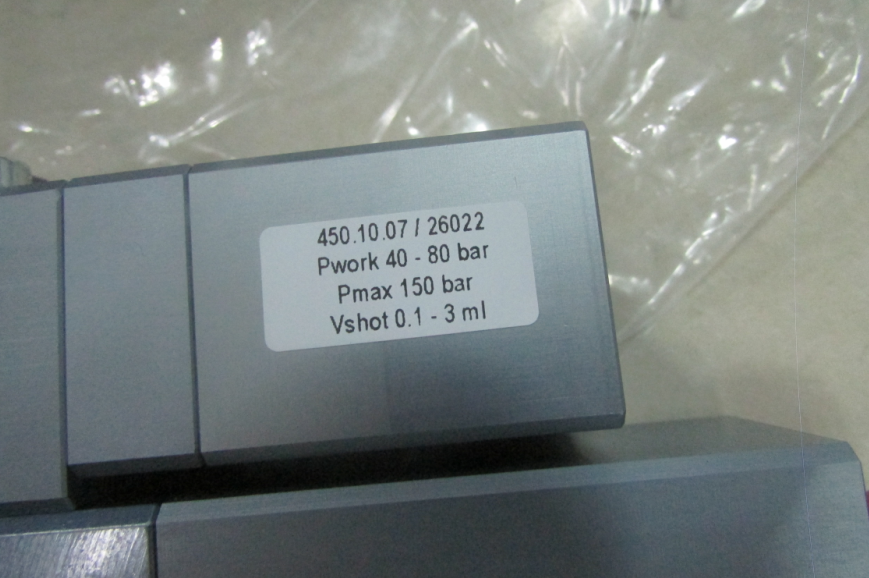 450.10.07 / 26022
Pwork 40 - 80 bar
Pmax 150 bar
Vshot 0.1 - 3 ml